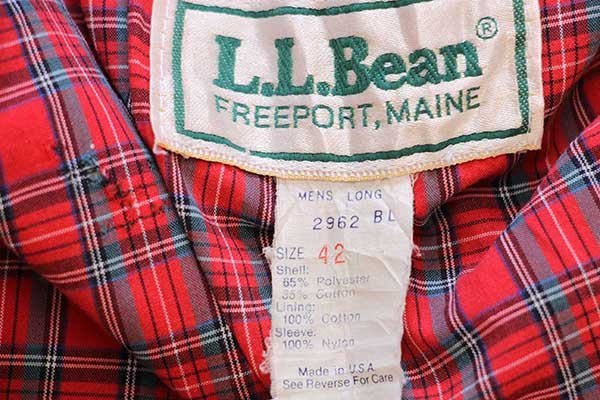 L.L.Bean®
FREEPORT, MAINE
MENS LONG
2962 BL
SIZE 42
Shell:
65% Polyester
35% Cotton
Lining:
100% Cotton
Sleeve:
100% Nylon
Made in U.S.A.
See Reverse For Care